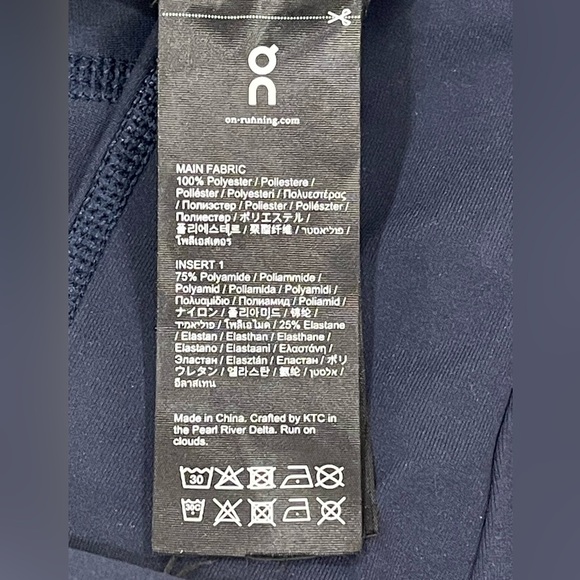 on
on-running.com
MAIN FABRIC
100% Polyester / Poliestere /
Poliéster / Polyesteri / Πολυεστέρας
/ Полиэстер / Poliester / Poliészter /
Полиестер / ポリエステル /
폴리에스테르 / 聚酯纤维 / פוליאסטר /
โพลีเอสเตอร์
INSERT 1
75% Polyamide / Poliammide /
Polyamid / Poliamida / Polyamidi /
Πολυαμίδιο / Полиамид / Poliamid /
ナイロン / 폴리아미드 / 锦纶 /
פוליאמיד / โพลีเอไมด / 25% Elastane
/ Elastan / Elasthan / Elasthane /
Elastano / Elastaani / Ελαστάνη /
Эластан / Elasztán / Еластан / ポリ
ウレタン / 엘라스탄 / 氨纶 / אלסטן /
อีลาสเทน
Made in China. Crafted by KTC in
the Pearl River Delta. Run on
clouds.
30
30C